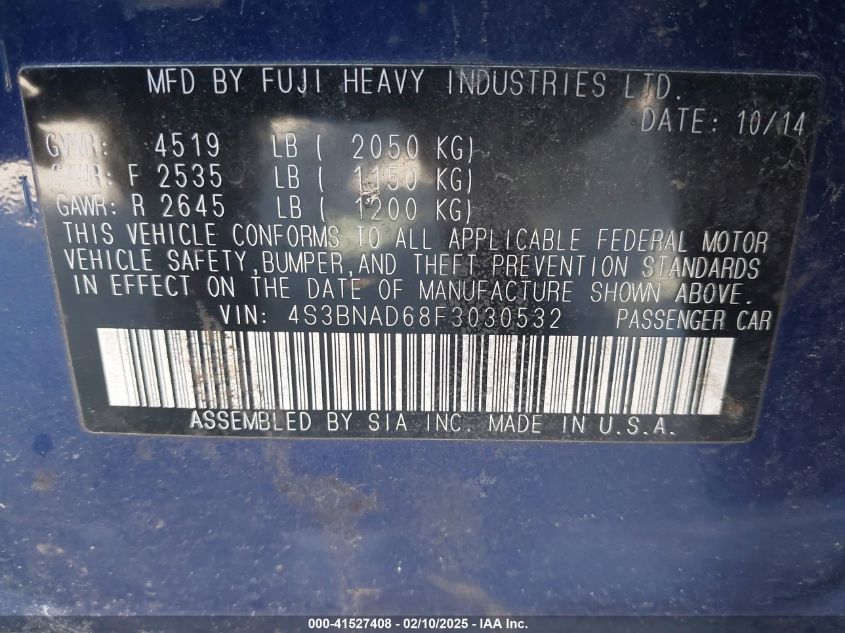 MFD BY FUJI HEAVY INDUSTRIES LTD.
DATE: 10/14
GVWR: 4519 LB ( 2050 KG)
GAWR: F 2535 LB ( 1150 KG)
GAWR: R 2645 LB ( 1200 KG)
THIS VEHICLE CONFORMS TO ALL APPLICABLE FEDERAL MOTOR
VEHICLE SAFETY,BUMPER,AND THEFT PREVENTION STANDARDS
IN EFFECT ON THE DATE OF MANUFACTURE SHOWN ABOVE.
VIN: 4S3BNAD68F3030532 PASSENGER CAR
ASSEMBLED BY SIA INC. MADE IN U.S.A.
000-41527408 - 02/10/2025 - IAA Inc.